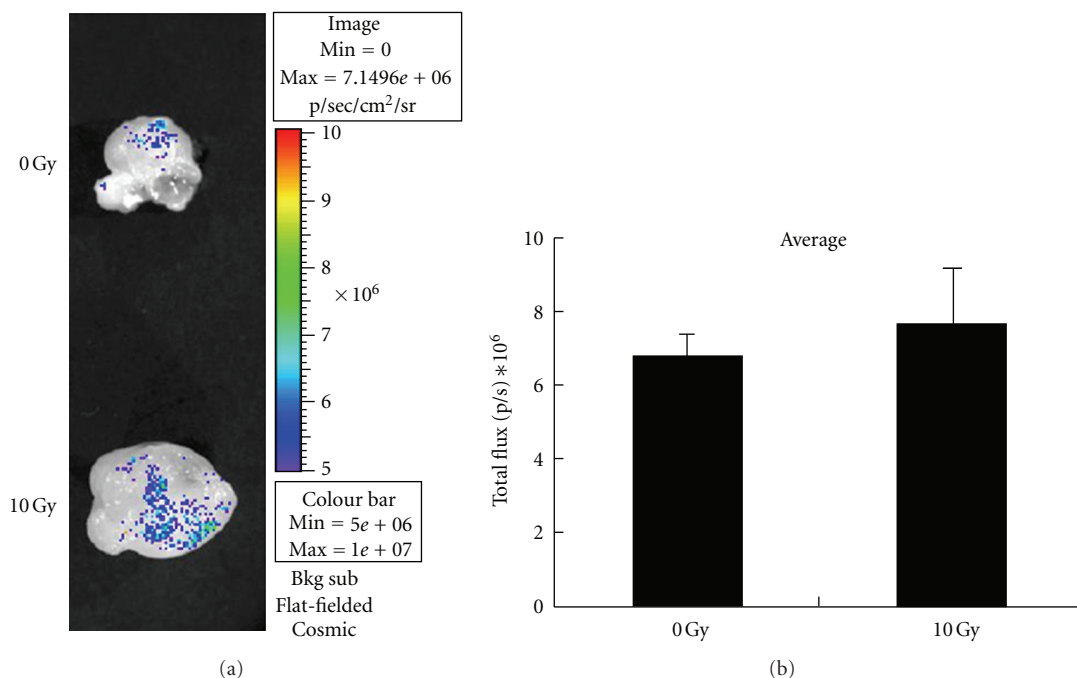 Image
Min = 0
Max = 7.1496e + 06
p/sec/cm²/sr
0 Gy
10 Gy
10
9
8
× 10⁶
7
6
5
Colour bar
Min = 5e + 06
Max = 1e + 07
Bkg sub
Flat-fielded
Cosmic
(a)
Average
Total flux (p/s) ∗10⁶
10
8
6
4
2
0
0 Gy
10 Gy
(b)